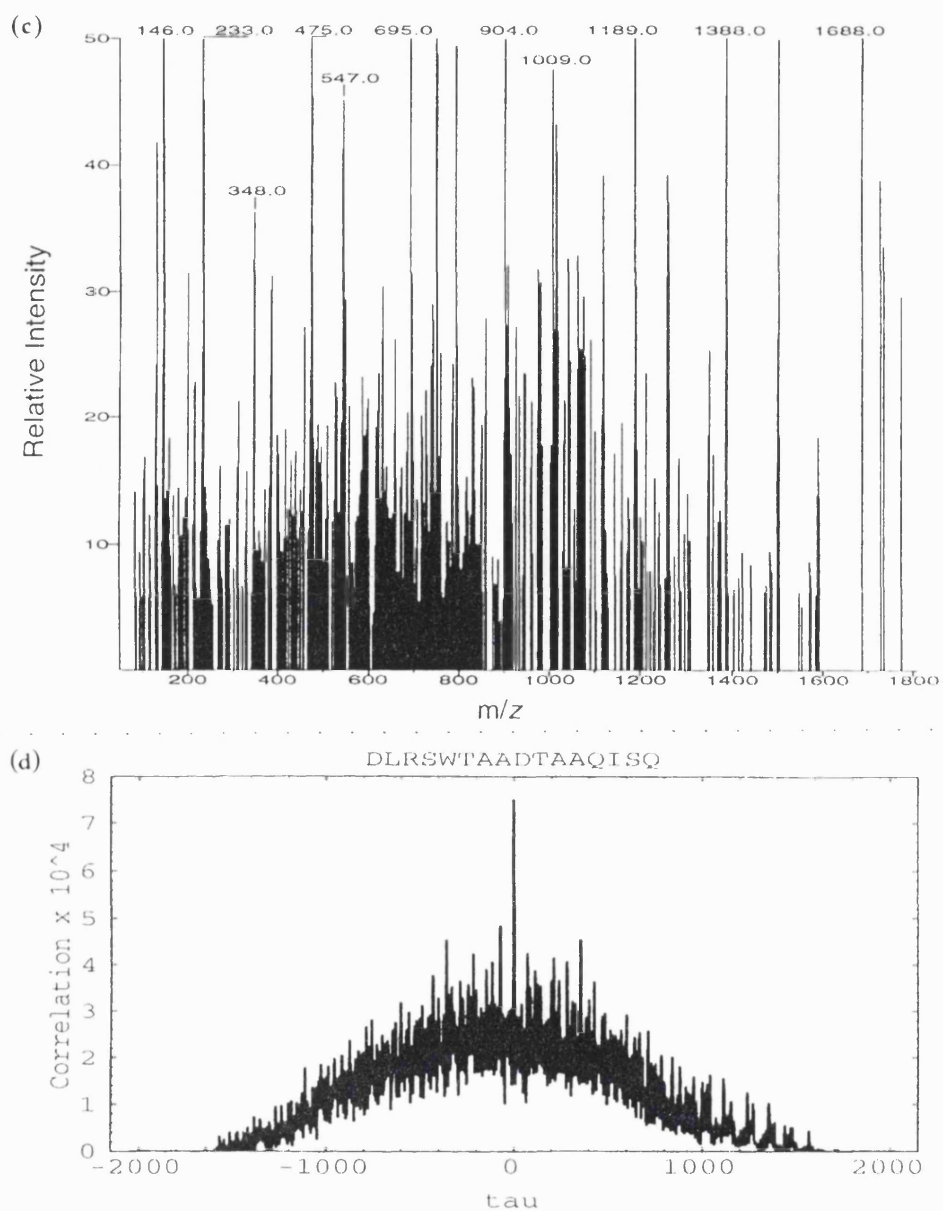 (c)
50 146.0 233.0 475.0 695.0 904.0 1189.0 1388.0 1688.0
1009.0
547.0
40
348.0
30
20
10
Relative Intensity
200 400 600 800 1000 1200 1400 1600 1800
m/z
(d)
DLRSWTAADTAAQISQ
8
7
6
5
4
3
2
1
0
Correlation x 10^4
-2000 -1000 0 1000 2000
tau